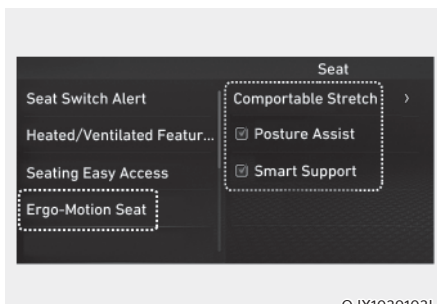 Seat
Seat Switch Alert
Heated/Ventilated Featur...
Seating Easy Access
Ergo-Motion Seat
Comportable Stretch
Posture Assist
Smart Support